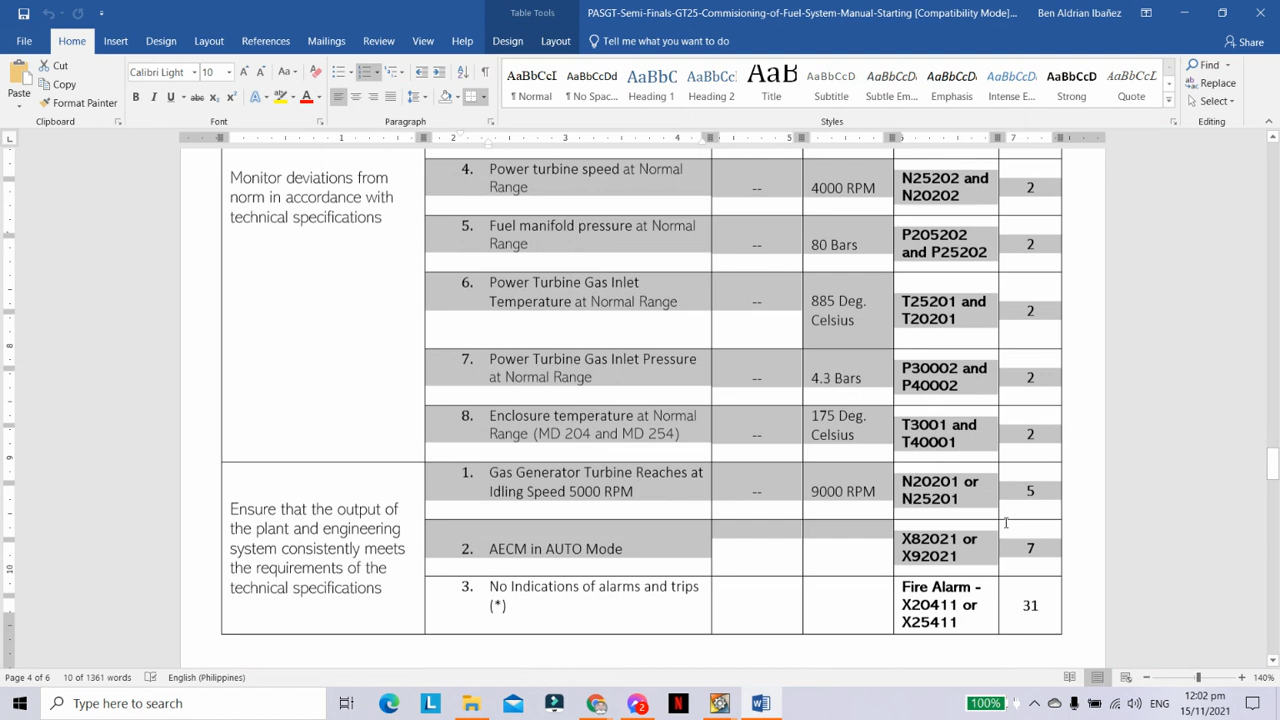 Table Tools
PASGT-Semi-Finals-GT25-Commisioning-of-Fuel-System-Manual-Starting [Compatibility Mode]...
Ben Aldrian Ibañez
File
Home
Insert
Design
Layout
References
Mailings
Review
View
Help
Design
Layout
Tell me what you want to do
Share
Paste
Cut
Copy
Format Painter
Clipboard
Calibri Light
10
Font
Paragraph
AaBbCcI
¶ Normal
AaBbCcDd
¶ No Spac...
AaBbC
Heading 1
AaBbCc
Heading 2
AaB
Title
AaBbCcD
Subtitle
AaBbCcDd
Subtle Em...
AaBbCcDd
Emphasis
AaBbCcDd
Intense E...
AaBbCcDd
Strong
AaBbCcD
Quote
Styles
Find
Replace
Select
Editing
Monitor deviations from
norm in accordance with
technical specifications
4. Power turbine speed at Normal
Range
--
4000 RPM
N25202 and
N20202
2
5. Fuel manifold pressure at Normal
Range
--
80 Bars
P205202
and P25202
2
6. Power Turbine Gas Inlet
Temperature at Normal Range
--
885 Deg.
Celsius
T25201 and
T20201
2
7. Power Turbine Gas Inlet Pressure
at Normal Range
--
4.3 Bars
P30002 and
P40002
2
8. Enclosure temperature at Normal
Range (MD 204 and MD 254)
--
175 Deg.
Celsius
T3001 and
T40001
2
Ensure that the output of
the plant and engineering
system consistently meets
the requirements of the
technical specifications
1. Gas Generator Turbine Reaches at
Idling Speed 5000 RPM
--
9000 RPM
N20201 or
N25201
5
2. AECM in AUTO Mode
X82021 or
X92021
7
3. No Indications of alarms and trips
(*)
Fire Alarm -
X20411 or
X25411
31
Page 4 of 6
10 of 1361 words
English (Philippines)
140%
Type here to search
100%
12:02 pm
15/11/2021